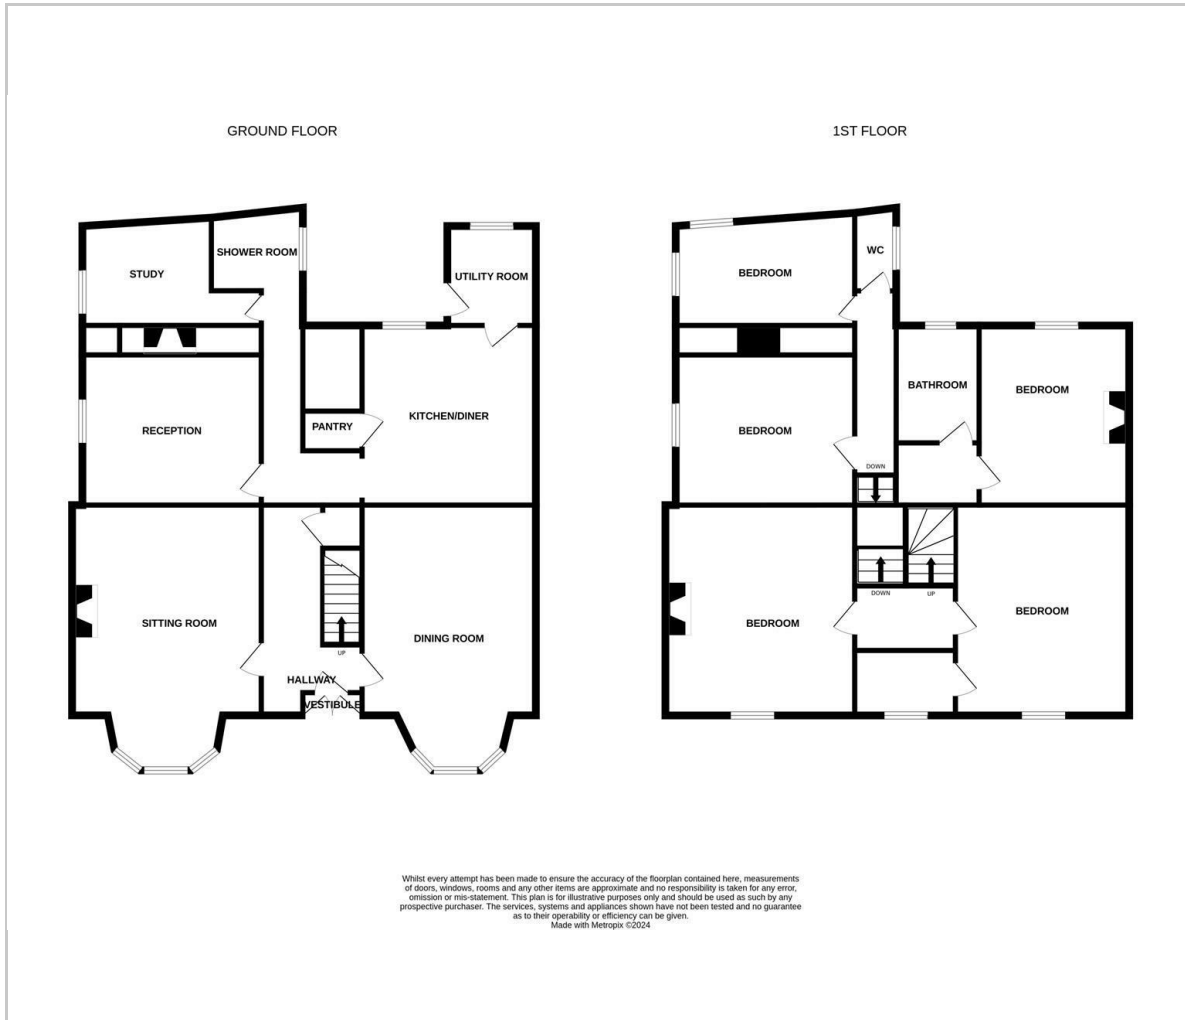 GROUND FLOOR
1ST FLOOR
SHOWER ROOM
STUDY
UTILITY ROOM
RECEPTION
PANTRY
KITCHEN/DINER
SITTING ROOM
DINING ROOM
UP
HALLWAY
VESTIBULE
WC
BEDROOM
BATHROOM
BEDROOM
BEDROOM
DOWN
DOWN
UP
BEDROOM
BEDROOM
Whilst every attempt has been made to ensure the accuracy of the floorplan contained here, measurements
of doors, windows, rooms and any other items are approximate and no responsibility is taken for any error,
omission or mis-statement. This plan is for illustrative purposes only and should be used as such by any
prospective purchaser. The services, systems and appliances shown have not been tested and no guarantee
as to their operability or efficiency can be given.
Made with Metropix ©2024